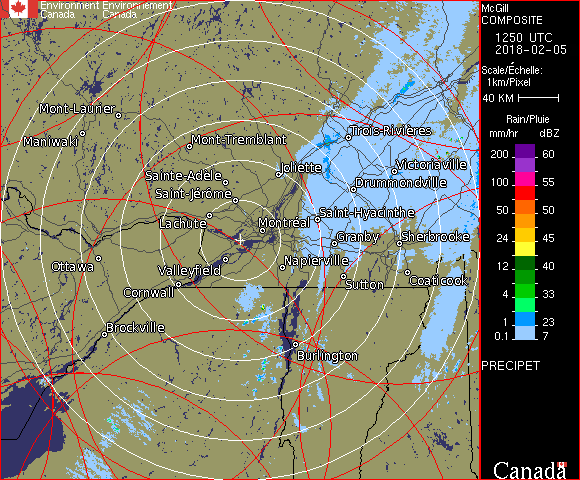 Environment Environnement
Canada Canada
McGill
COMPOSITE
1250 UTC
2018-02-05
Scale/Échelle:
1km/Pixel
40 KM
Rain/Pluie
mm/hr dBZ
200 60
100 55
50 50
24 45
12 40
4 33
1 23
0.1 7
PRECIPET
Mont-Laurier
Maniwaki
Mont-Tremblant
Trois-Rivières
Joliette
Victoriaville
Sainte-Adèle
Drummondville
Saint-Jérôme
Lachute
Saint-Hyacinthe
Montréal
Granby
Sherbrooke
Ottawa
Valleyfield
Napierville
Cornwall
Sutton
Coaticook
Brockville
Burlington
Canada